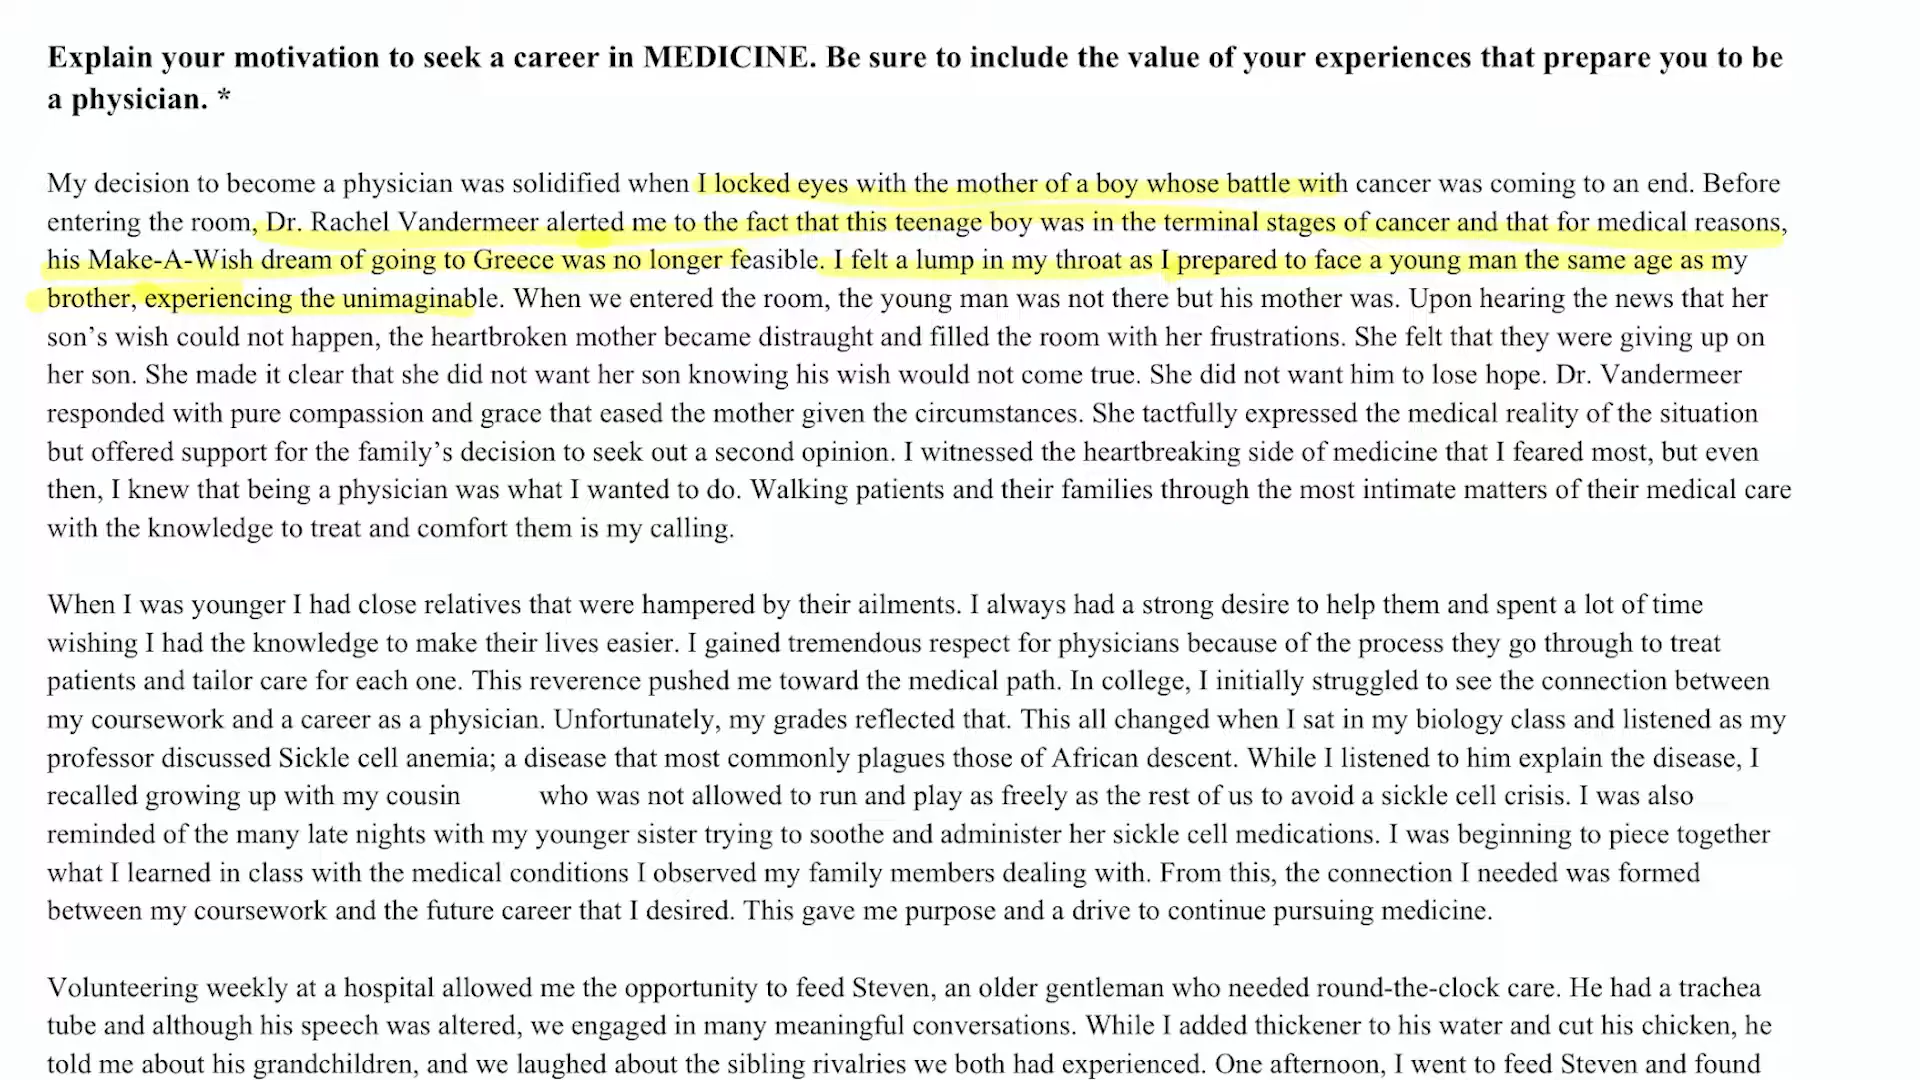 Explain your motivation to seek a career in MEDICINE. Be sure to include the value of your experiences that prepare you to be
a physician. *
My decision to become a physician was solidified when I locked eyes with the mother of a boy whose battle with cancer was coming to an end. Before
entering the room, Dr. Rachel Vandermeer alerted me to the fact that this teenage boy was in the terminal stages of cancer and that for medical reasons,
his Make-A-Wish dream of going to Greece was no longer feasible. I felt a lump in my throat as I prepared to face a young man the same age as my
brother, experiencing the unimaginable. When we entered the room, the young man was not there but his mother was. Upon hearing the news that her
son’s wish could not happen, the heartbroken mother became distraught and filled the room with her frustrations. She felt that they were giving up on
her son. She made it clear that she did not want her son knowing his wish would not come true. She did not want him to lose hope. Dr. Vandermeer
responded with pure compassion and grace that eased the mother given the circumstances. She tactfully expressed the medical reality of the situation
but offered support for the family’s decision to seek out a second opinion. I witnessed the heartbreaking side of medicine that I feared most, but even
then, I knew that being a physician was what I wanted to do. Walking patients and their families through the most intimate matters of their medical care
with the knowledge to treat and comfort them is my calling.
When I was younger I had close relatives that were hampered by their ailments. I always had a strong desire to help them and spent a lot of time
wishing I had the knowledge to make their lives easier. I gained tremendous respect for physicians because of the process they go through to treat
patients and tailor care for each one. This reverence pushed me toward the medical path. In college, I initially struggled to see the connection between
my coursework and a career as a physician. Unfortunately, my grades reflected that. This all changed when I sat in my biology class and listened as my
professor discussed Sickle cell anemia; a disease that most commonly plagues those of African descent. While I listened to him explain the disease, I
recalled growing up with my cousin who was not allowed to run and play as freely as the rest of us to avoid a sickle cell crisis. I was also
reminded of the many late nights with my younger sister trying to soothe and administer her sickle cell medications. I was beginning to piece together
what I learned in class with the medical conditions I observed my family members dealing with. From this, the connection I needed was formed
between my coursework and the future career that I desired. This gave me purpose and a drive to continue pursuing medicine.
Volunteering weekly at a hospital allowed me the opportunity to feed Steven, an older gentleman who needed round-the-clock care. He had a trachea
tube and although his speech was altered, we engaged in many meaningful conversations. While I added thickener to his water and cut his chicken, he
told me about his grandchildren, and we laughed about the sibling rivalries we both had experienced. One afternoon, I went to feed Steven and found